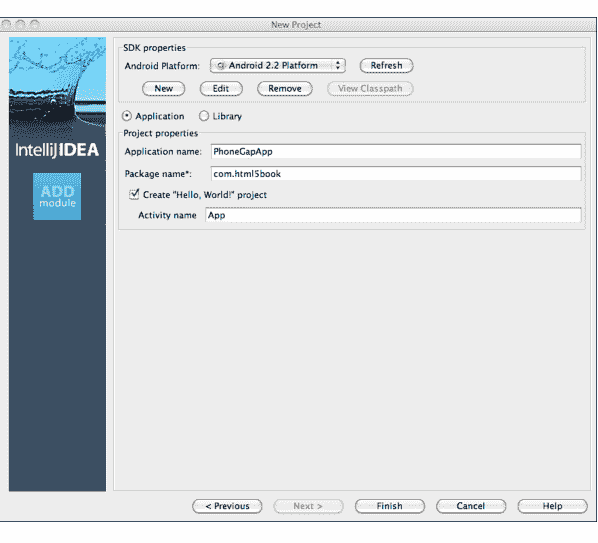 New Project
SDK properties
Android Platform: Android 2.2 Platform Refresh
New Edit Remove View Classpath
Application Library
Project properties
Application name: PhoneGapApp
Package name*: com.html5book
Create "Hello, World!" project
Activity name App
IntelliJIDEA
ADD
module
< Previous Next > Finish Cancel Help